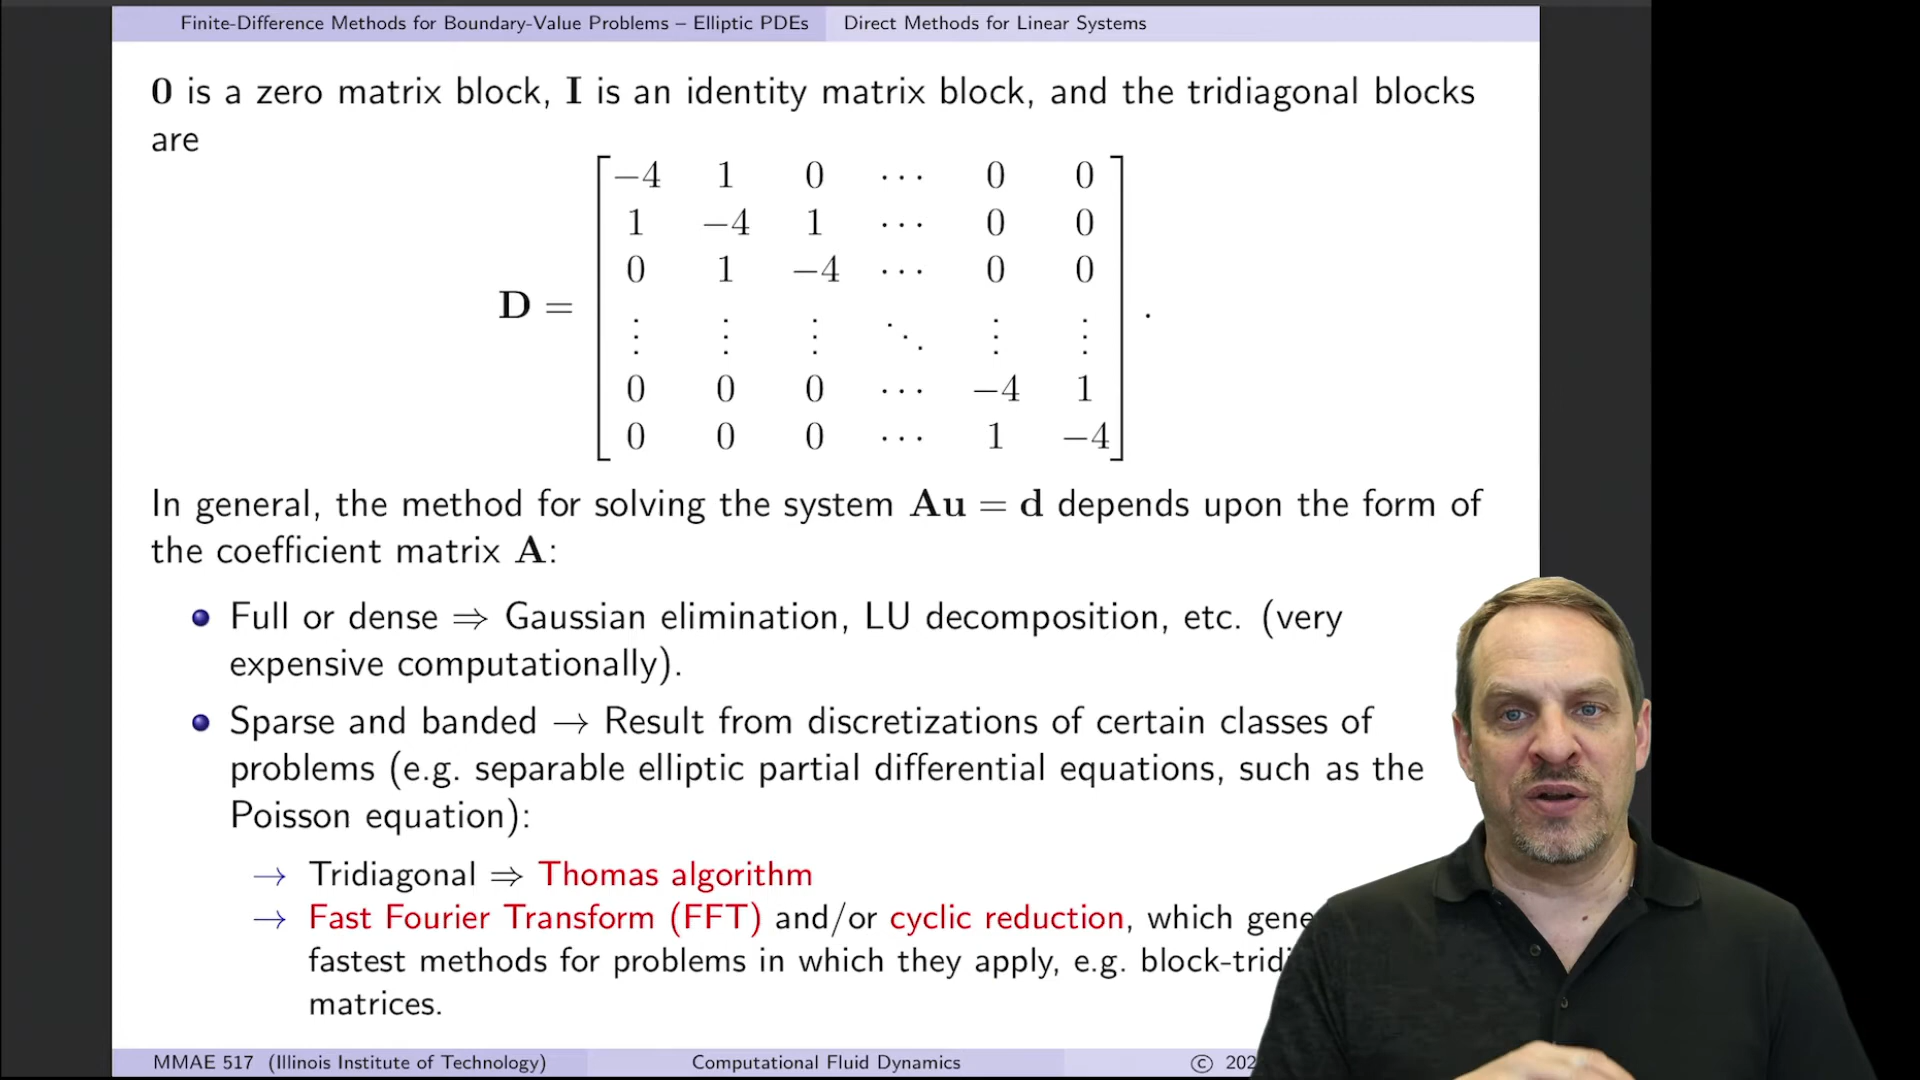 Finite-Difference Methods for Boundary-Value Problems – Elliptic PDEs Direct Methods for Linear Systems
0 is a zero matrix block, I is an identity matrix block, and the tridiagonal blocks
are
D = [ −4 1 0 ⋯ 0 0
1 −4 1 ⋯ 0 0
0 1 −4 ⋯ 0 0
⋮ ⋮ ⋮ ⋱ ⋮ ⋮
0 0 0 ⋯ −4 1
0 0 0 ⋯ 1 −4 ] .
In general, the method for solving the system Au = d depends upon the form of
the coefficient matrix A:
• Full or dense ⇒ Gaussian elimination, LU decomposition, etc. (very
expensive computationally).
• Sparse and banded → Result from discretizations of certain classes of
problems (e.g. separable elliptic partial differential equations, such as the
Poisson equation):
→ Tridiagonal ⇒ Thomas algorithm
→ Fast Fourier Transform (FFT) and/or cyclic reduction, which
fastest methods for problems in which they apply, e.g.
matrices.
MMAE 517 (Illinois Institute of Technology) Computational Fluid Dynamics ©